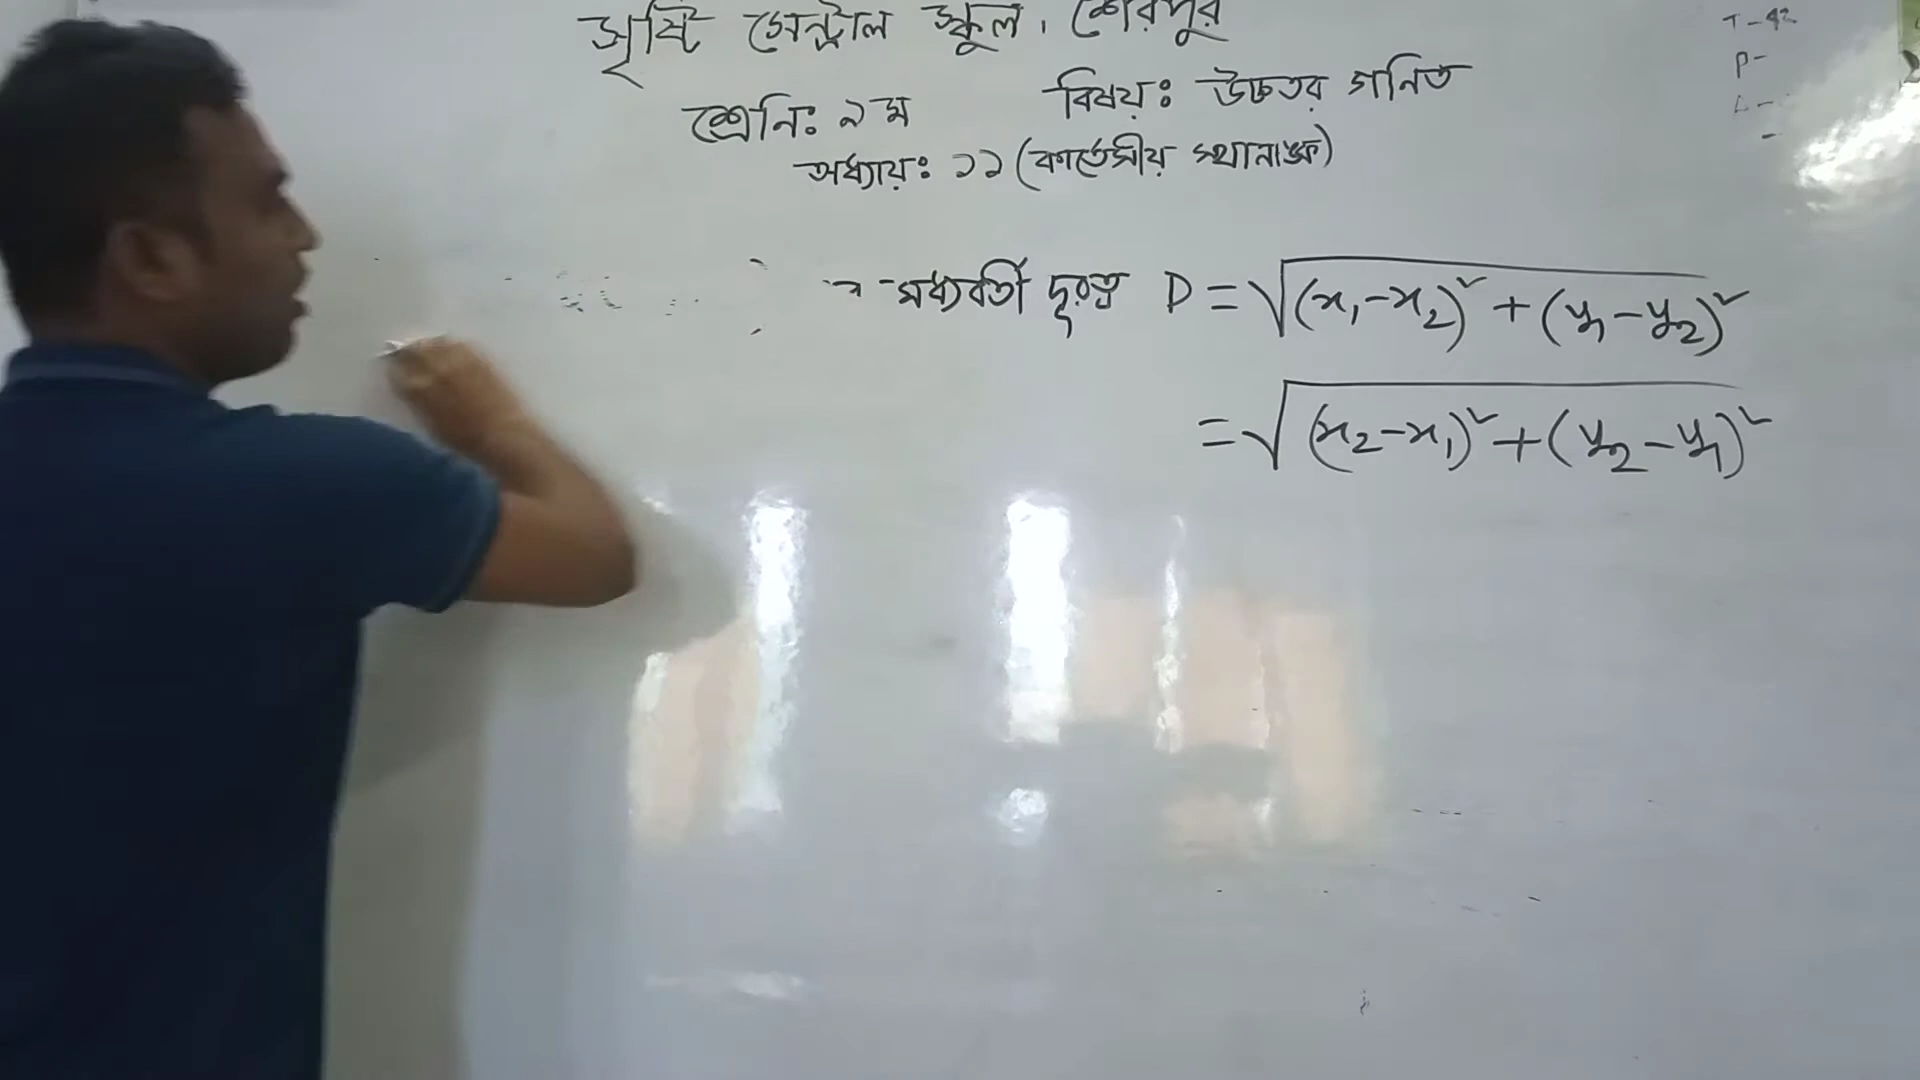 সৃষ্টি সেন্ট্রাল স্কুল, শেরপুর
শ্রেনিঃ ৯ম বিষয়ঃ উচ্চতর গনিত
অধ্যায়ঃ ১১ (কার্তেসীয় স্থানাঙ্ক)
মধ্যবর্তী দূরত্ব D = √(x₁-x₂)² + (y₁-y₂)²
= √(x₂-x₁)² + (y₂-y₁)²
T-42
P-